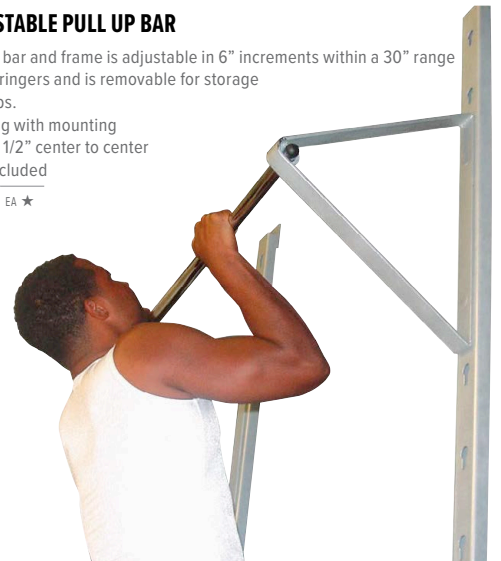 STABLE PULL UP BAR
bar and frame is adjustable in 6” increments within a 30” range
ringers and is removable for storage
os.
g with mounting
1/2” center to center
cluded
EA ★